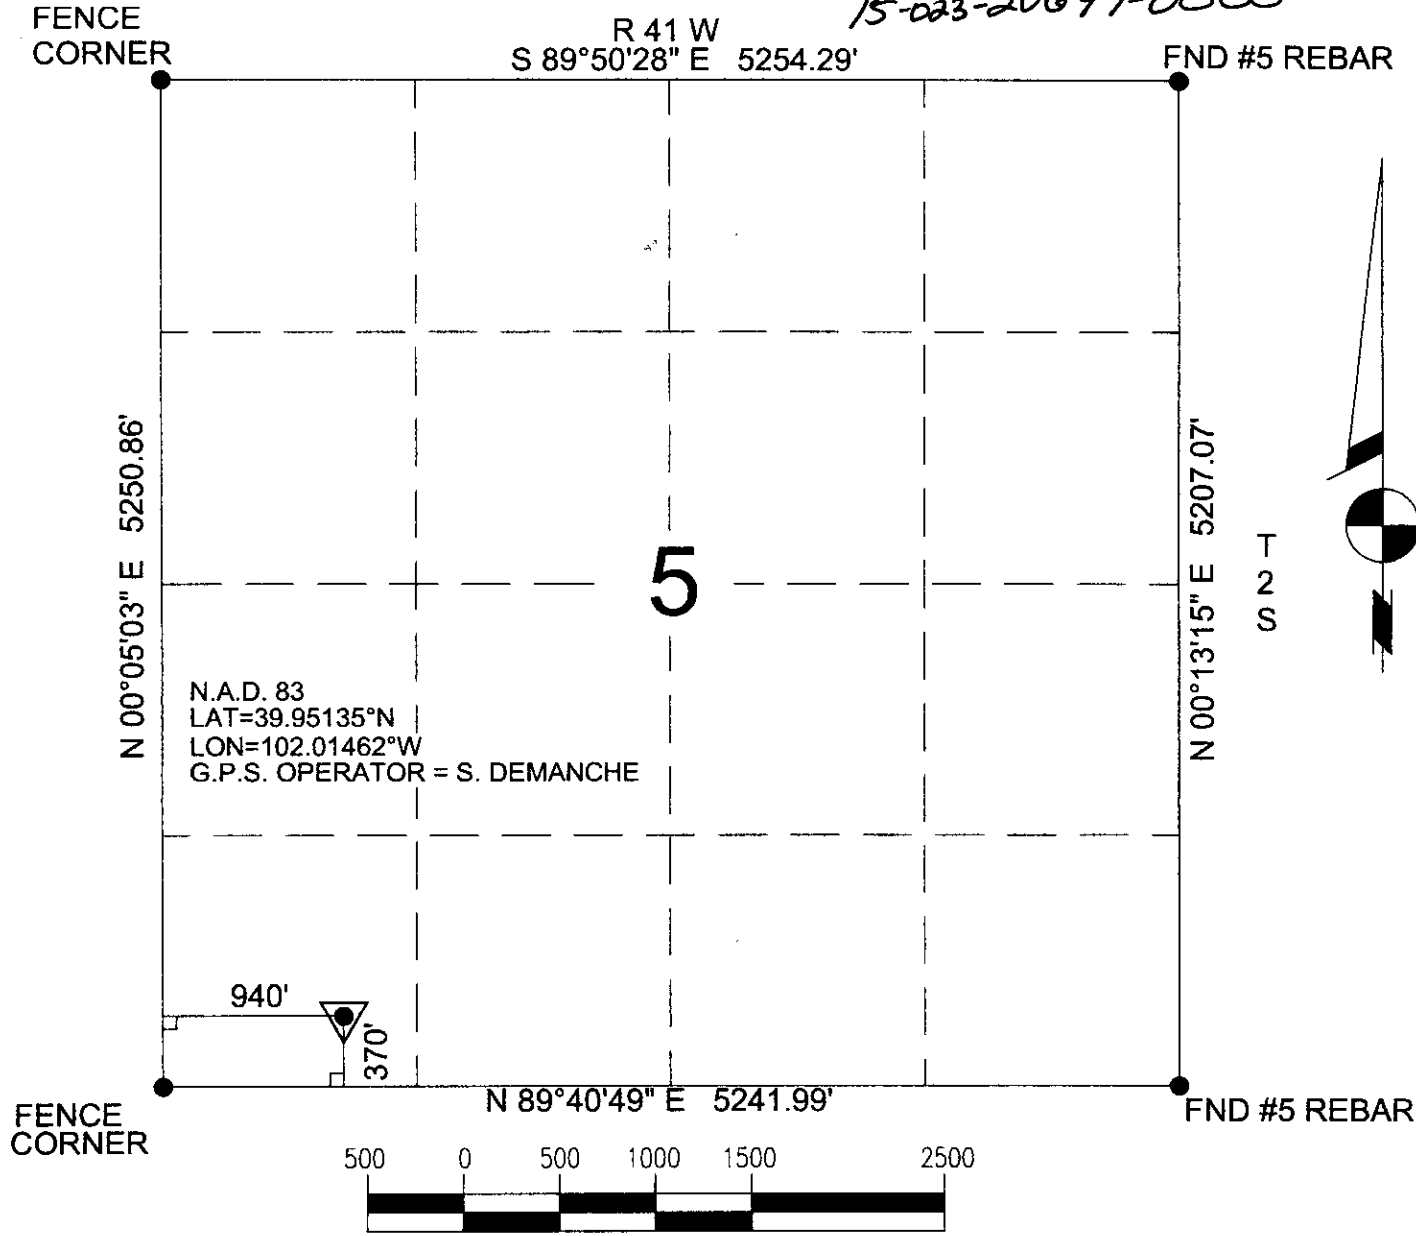 15-023-20699-0000
FENCE
CORNER
R 41 W
S 89°50'28" E 5254.29'
FND #5 REBAR
N 00°05'03" E 5250.86'
N 00°13'15" E 5207.07'
T
2
S
5
N.A.D. 83
LAT=39.95135°N
LON=102.01462°W
G.P.S. OPERATOR = S. DEMANCHE
940'
370'
N 89°40'49" E 5241.99'
FENCE
CORNER
FND #5 REBAR
500 0 500 1000 1500 2500